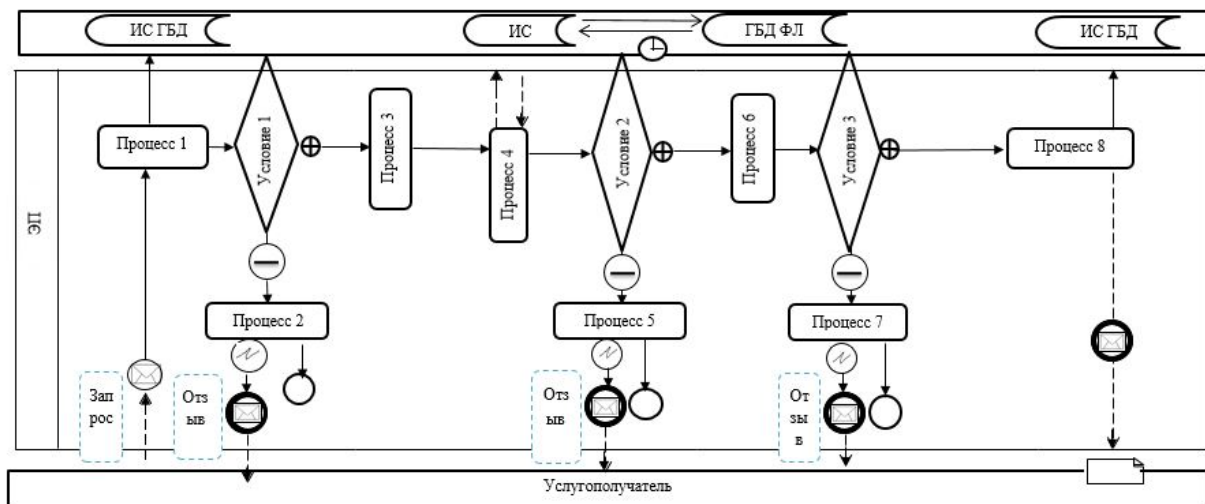 ИС ГБД
ИС
ГБД ФЛ
ИС ГБД
ЭП
Процесс 1
Условие 1
Процесс 3
Процесс 4
Условие 2
Процесс 6
Условие 3
Процесс 8
Процесс 2
Процесс 5
Процесс 7
Зап
рос
Отз
ыв
Отз
ыв
От
зы
в
Услугополучатель